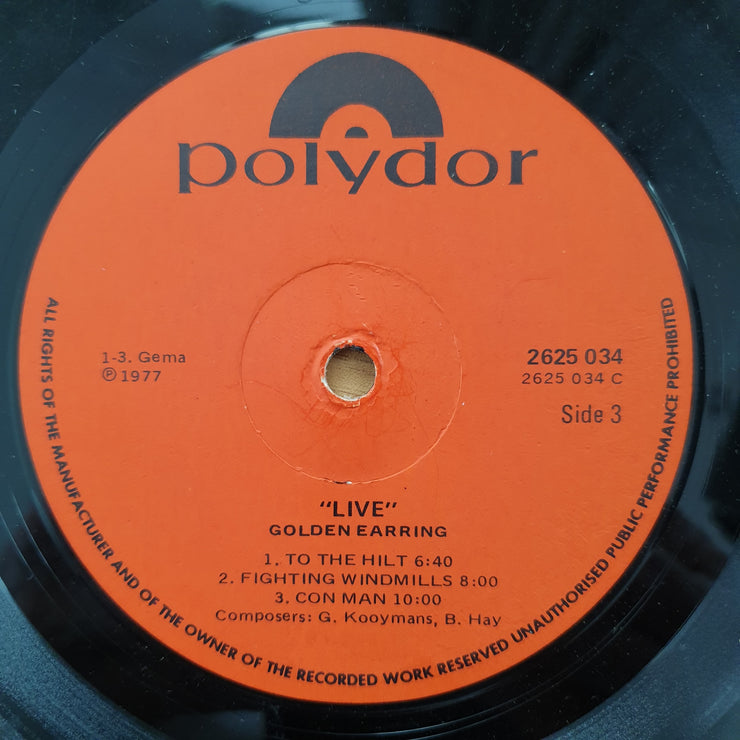 polydor
1-3. Gema
℗ 1977
2625 034
2625 034 C
Side 3
"LIVE"
GOLDEN EARRING
1. TO THE HILT 6:40
2. FIGHTING WINDMILLS 8:00
3. CON MAN 10:00
Composers: G. Kooymans, B. Hay
ALL RIGHTS OF THE MANUFACTURER AND OF THE OWNER OF THE RECORDED WORK RESERVED UNAUTHORISED PUBLIC PERFORMANCE PROHIBITED